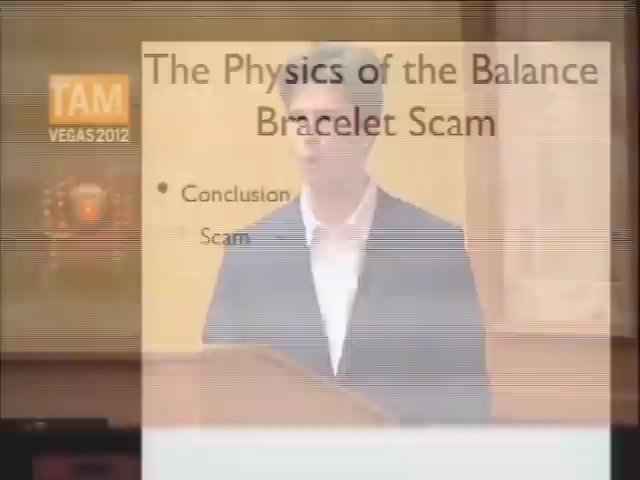 The Physics of the Balance
Bracelet Scam
TAM
VEGAS 2012
• Conclusion
Scam